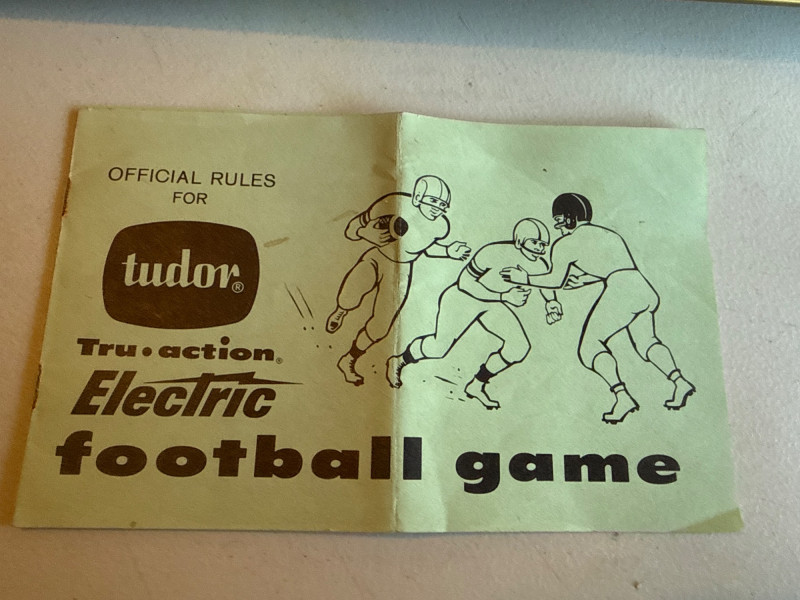 OFFICIAL RULES
FOR
tudor®
Tru•action®
Electric
football game